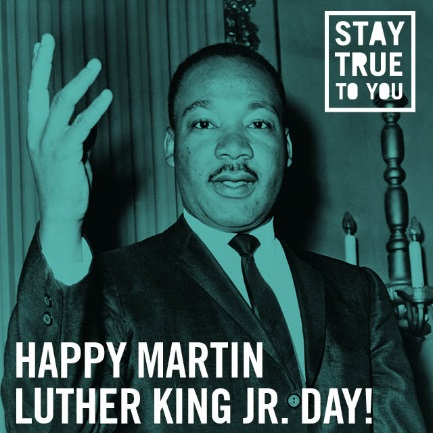 STAY
TRUE
TO YOU
HAPPY MARTIN
LUTHER KING JR. DAY!